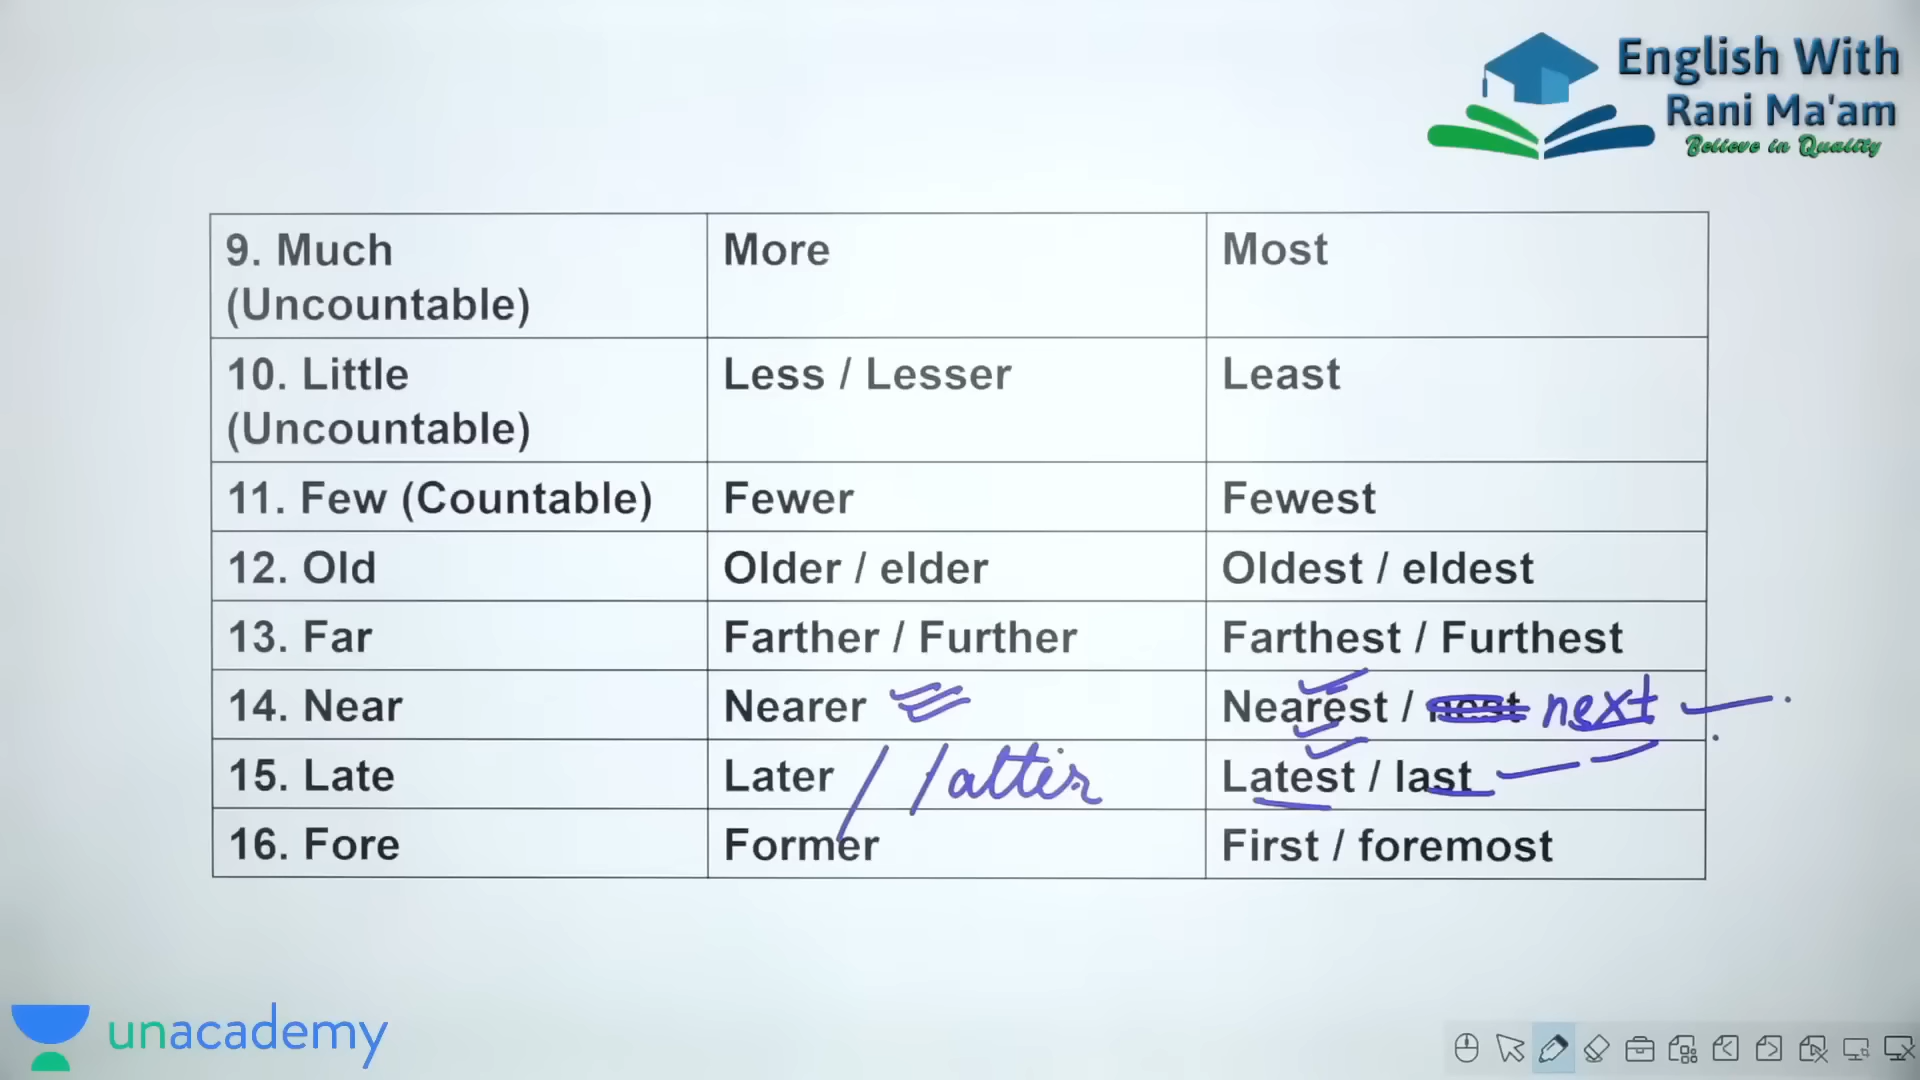 English With
Rani Ma'am
Believe in Quality
9. Much (Uncountable) More Most
10. Little (Uncountable) Less / Lesser Least
11. Few (Countable) Fewer Fewest
12. Old Older / elder Oldest / eldest
13. Far Farther / Further Farthest / Furthest
14. Near Nearer Nearest / next
15. Late Later / latter Latest / last
16. Fore Former First / foremost
unacademy